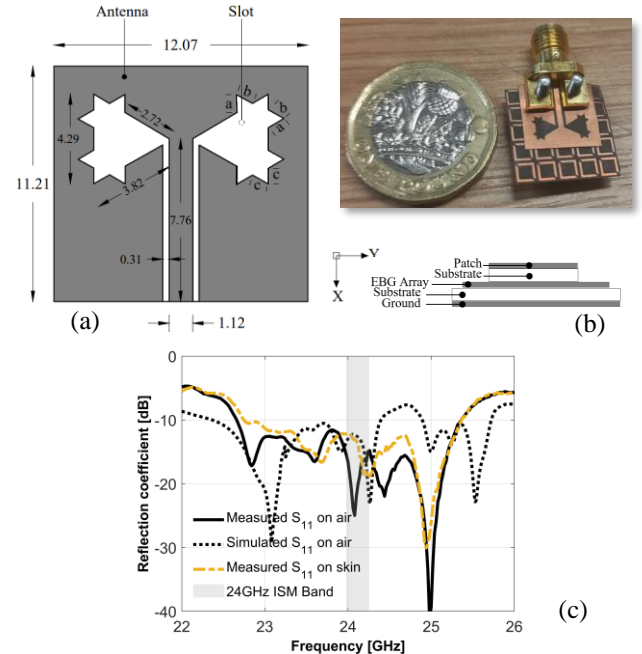 Antenna
Slot
12.07
11.21
4.29
2.72
3.82
7.76
0.31
1.12
a
b
b
a
c
c
(a)
Y
X
Patch
Substrate
EBG Array
Substrate
Ground
(b)
Reflection coefficient [dB]
0
-10
-20
-30
-40
Measured S11 on air
Simulated S11 on air
Measured S11 on skin
24GHz ISM Band
22
23
24
25
26
Frequency [GHz]
(c)